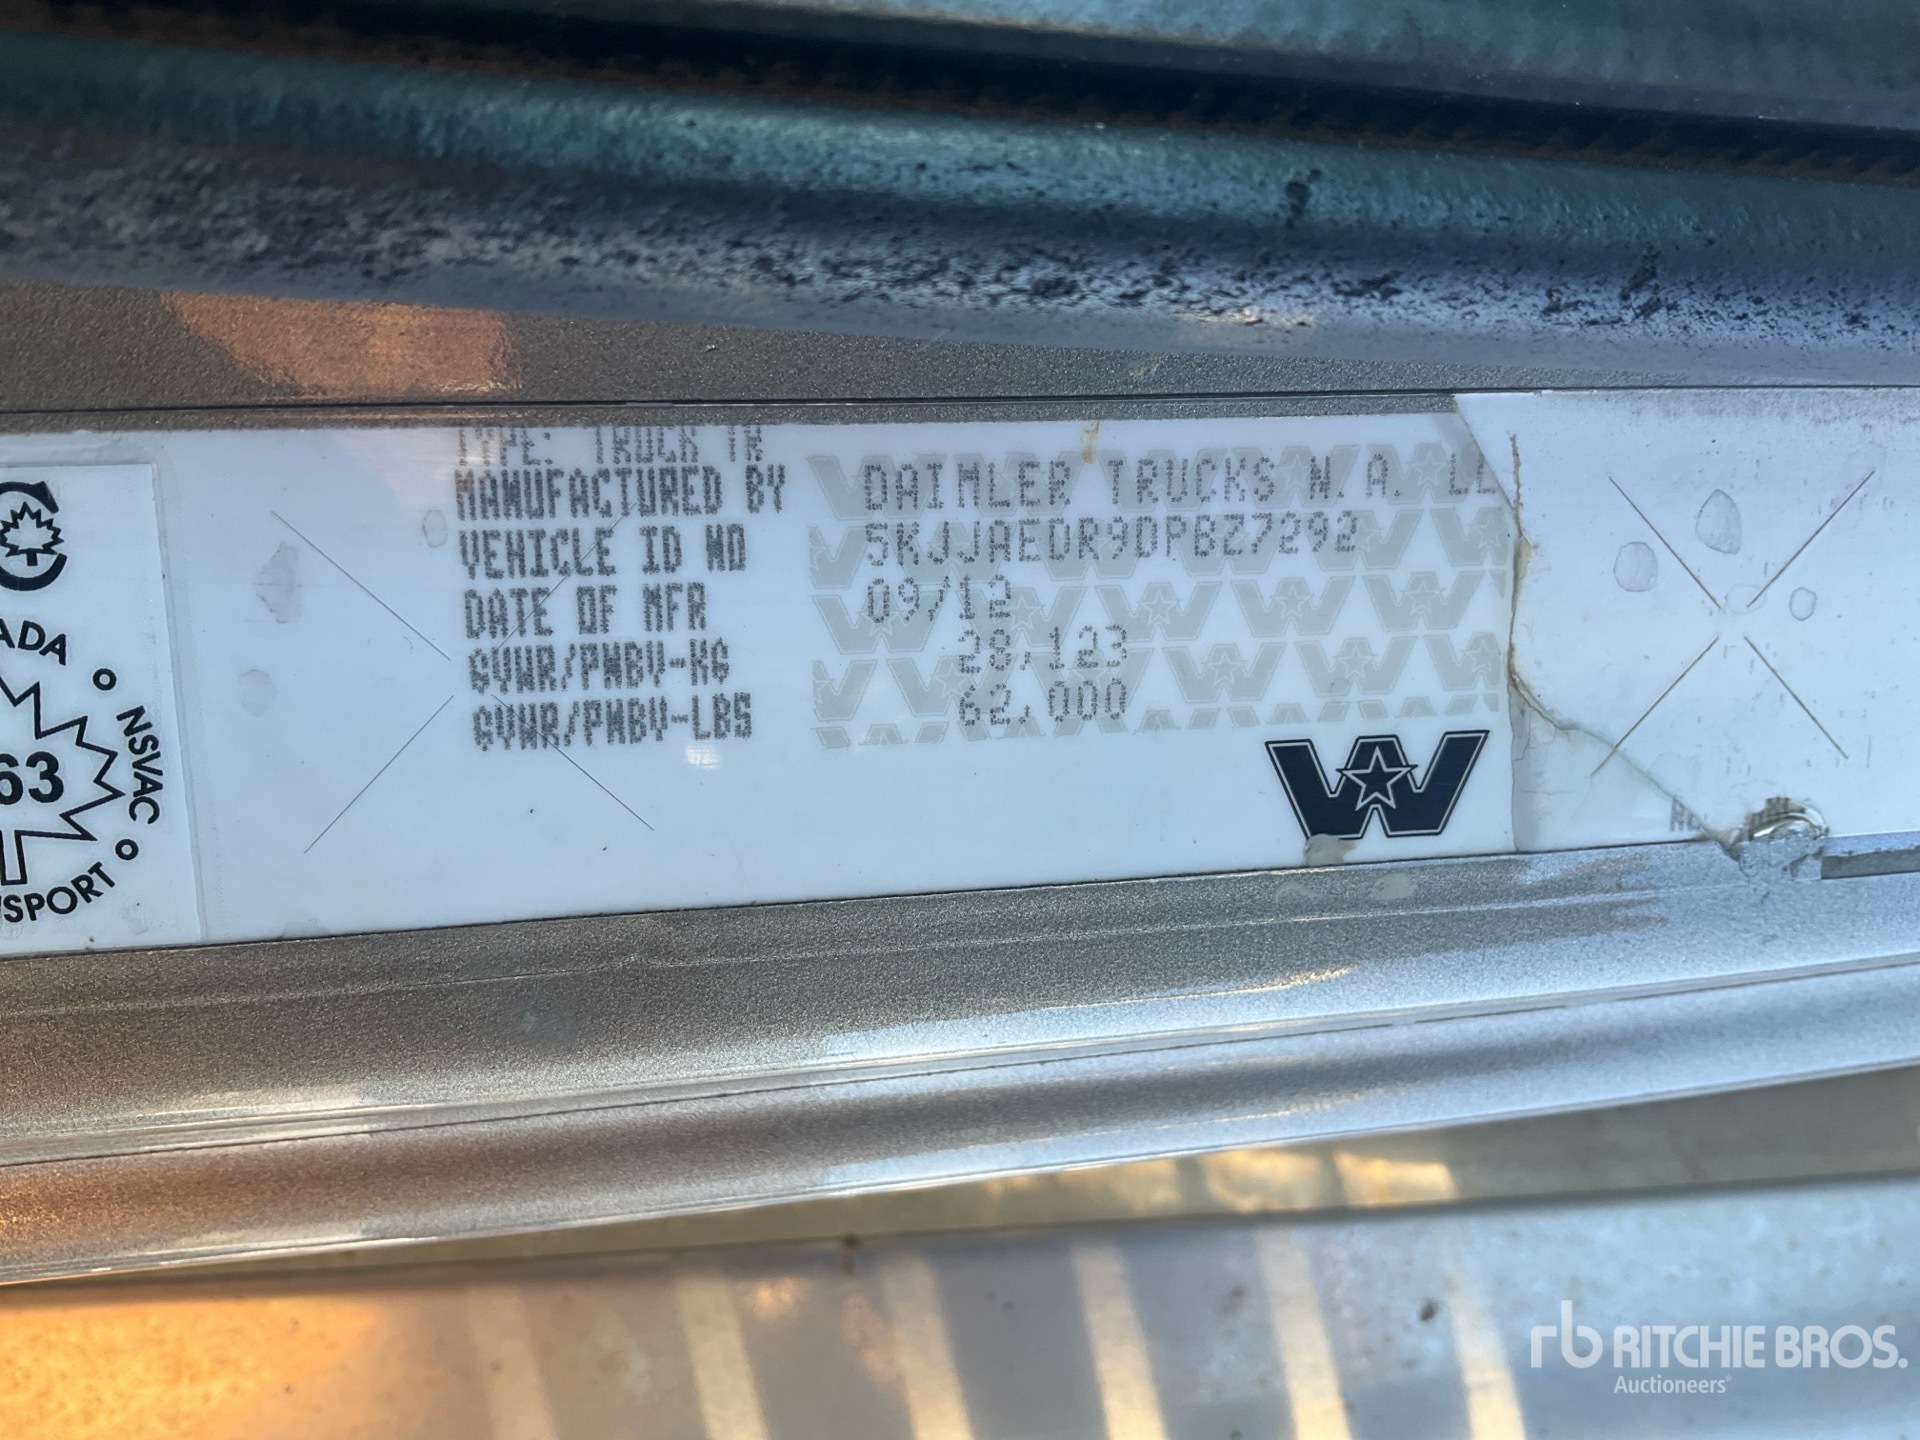 TYPE: TRUCK TR
MANUFACTURED BY DAIMLER TRUCKS N.A. LL
VEHICLE ID NO 5KJJAEDR9DPBZ7292
DATE OF MFR 09/12
GVWR/PNBV-KG 28,123
GVWR/PNBV-LBS 62,000
ADA
NSVAC
63
SPORT
rb RITCHIE BROS.
Auctioneers